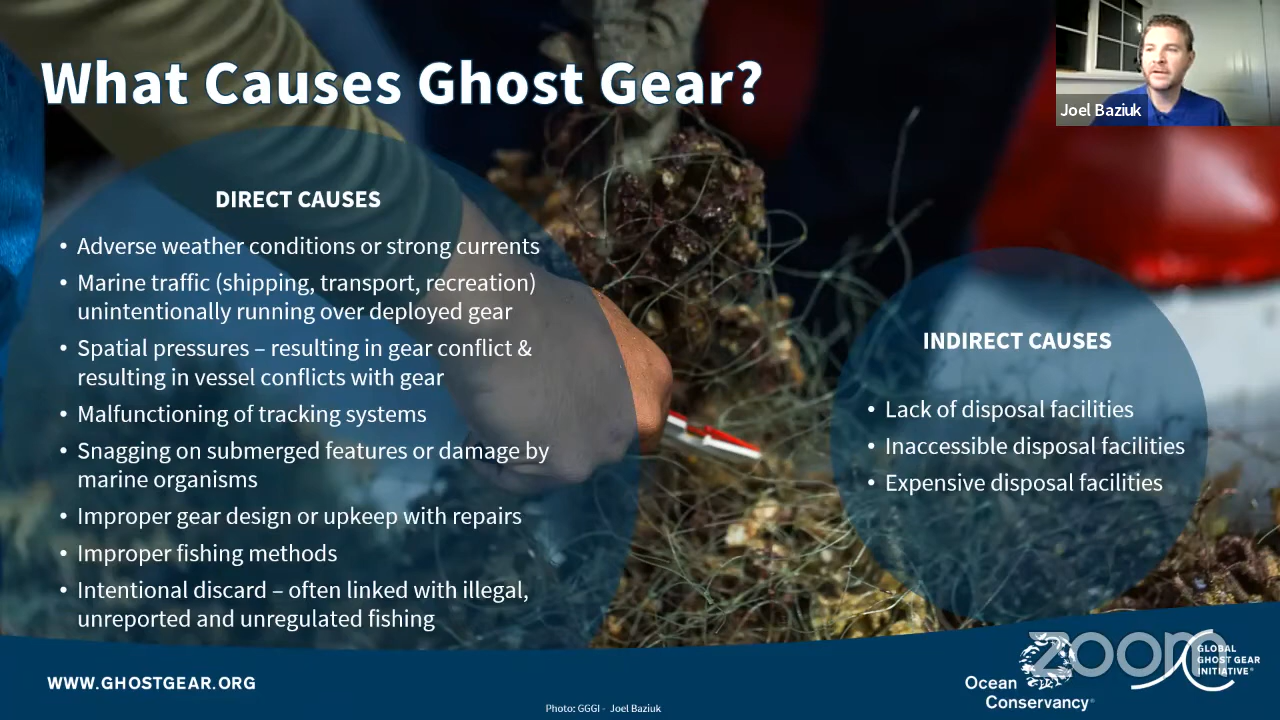 What Causes Ghost Gear?
Joel Baziuk
DIRECT CAUSES
• Adverse weather conditions or strong currents
• Marine traffic (shipping, transport, recreation)
unintentionally running over deployed gear
• Spatial pressures – resulting in gear conflict &
resulting in vessel conflicts with gear
• Malfunctioning of tracking systems
• Snagging on submerged features or damage by
marine organisms
• Improper gear design or upkeep with repairs
• Improper fishing methods
• Intentional discard – often linked with illegal,
unreported and unregulated fishing
INDIRECT CAUSES
• Lack of disposal facilities
• Inaccessible disposal facilities
• Expensive disposal facilities
WWW.GHOSTGEAR.ORG
Photo: GGGI - Joel Baziuk
Ocean
Conservancy®
zoom
GLOBAL
GHOST GEAR
INITIATIVE®